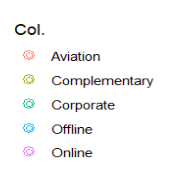 Col.
Aviation
Complementary
Corporate
Offline
Online